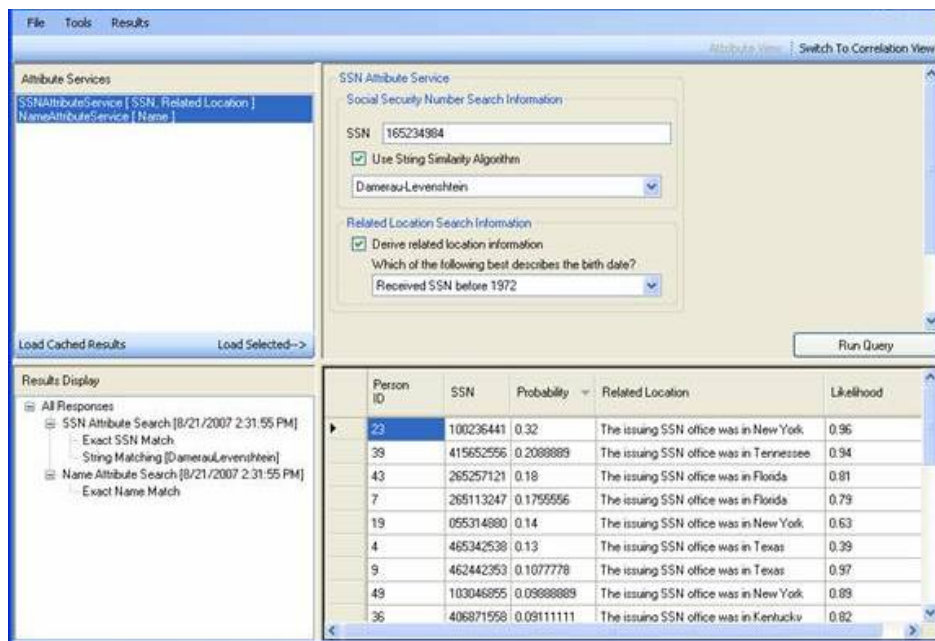 File Tools Results
Attribute View Switch To Correlation View
Attribute Services
SSNAttributeService [ SSN, Related Location ]
NameAttributeService [ Name ]
Load Cached Results Load Selected-->
SSN Attribute Service
Social Security Number Search Information
SSN 165234984
Use String Similarity Algorithm
Damerau-Levenshtein
Related Location Search Information
Derive related location information
Which of the following best describes the birth date?
Received SSN before 1972
Run Query
Results Display
All Responses
SSN Attribute Search [8/21/2007 2:31:55 PM]
Exact SSN Match
String Matching [DamerauLevenshtein]
Name Attribute Search [8/21/2007 2:31:55 PM]
Exact Name Match
Person ID SSN Probability Related Location Likelihood
23 100236441 0.32 The issuing SSN office was in New York 0.96
39 415652556 0.2088889 The issuing SSN office was in Tennessee 0.94
43 265257121 0.18 The issuing SSN office was in Florida 0.81
7 265113247 0.1755556 The issuing SSN office was in Florida 0.79
19 055314880 0.14 The issuing SSN office was in New York 0.63
4 465342538 0.13 The issuing SSN office was in Texas 0.39
9 462442353 0.1077778 The issuing SSN office was in Texas 0.97
49 103046855 0.09888889 The issuing SSN office was in New York 0.89
36 406871558 0.09111111 The issuing SSN office was in Kentucky 0.82